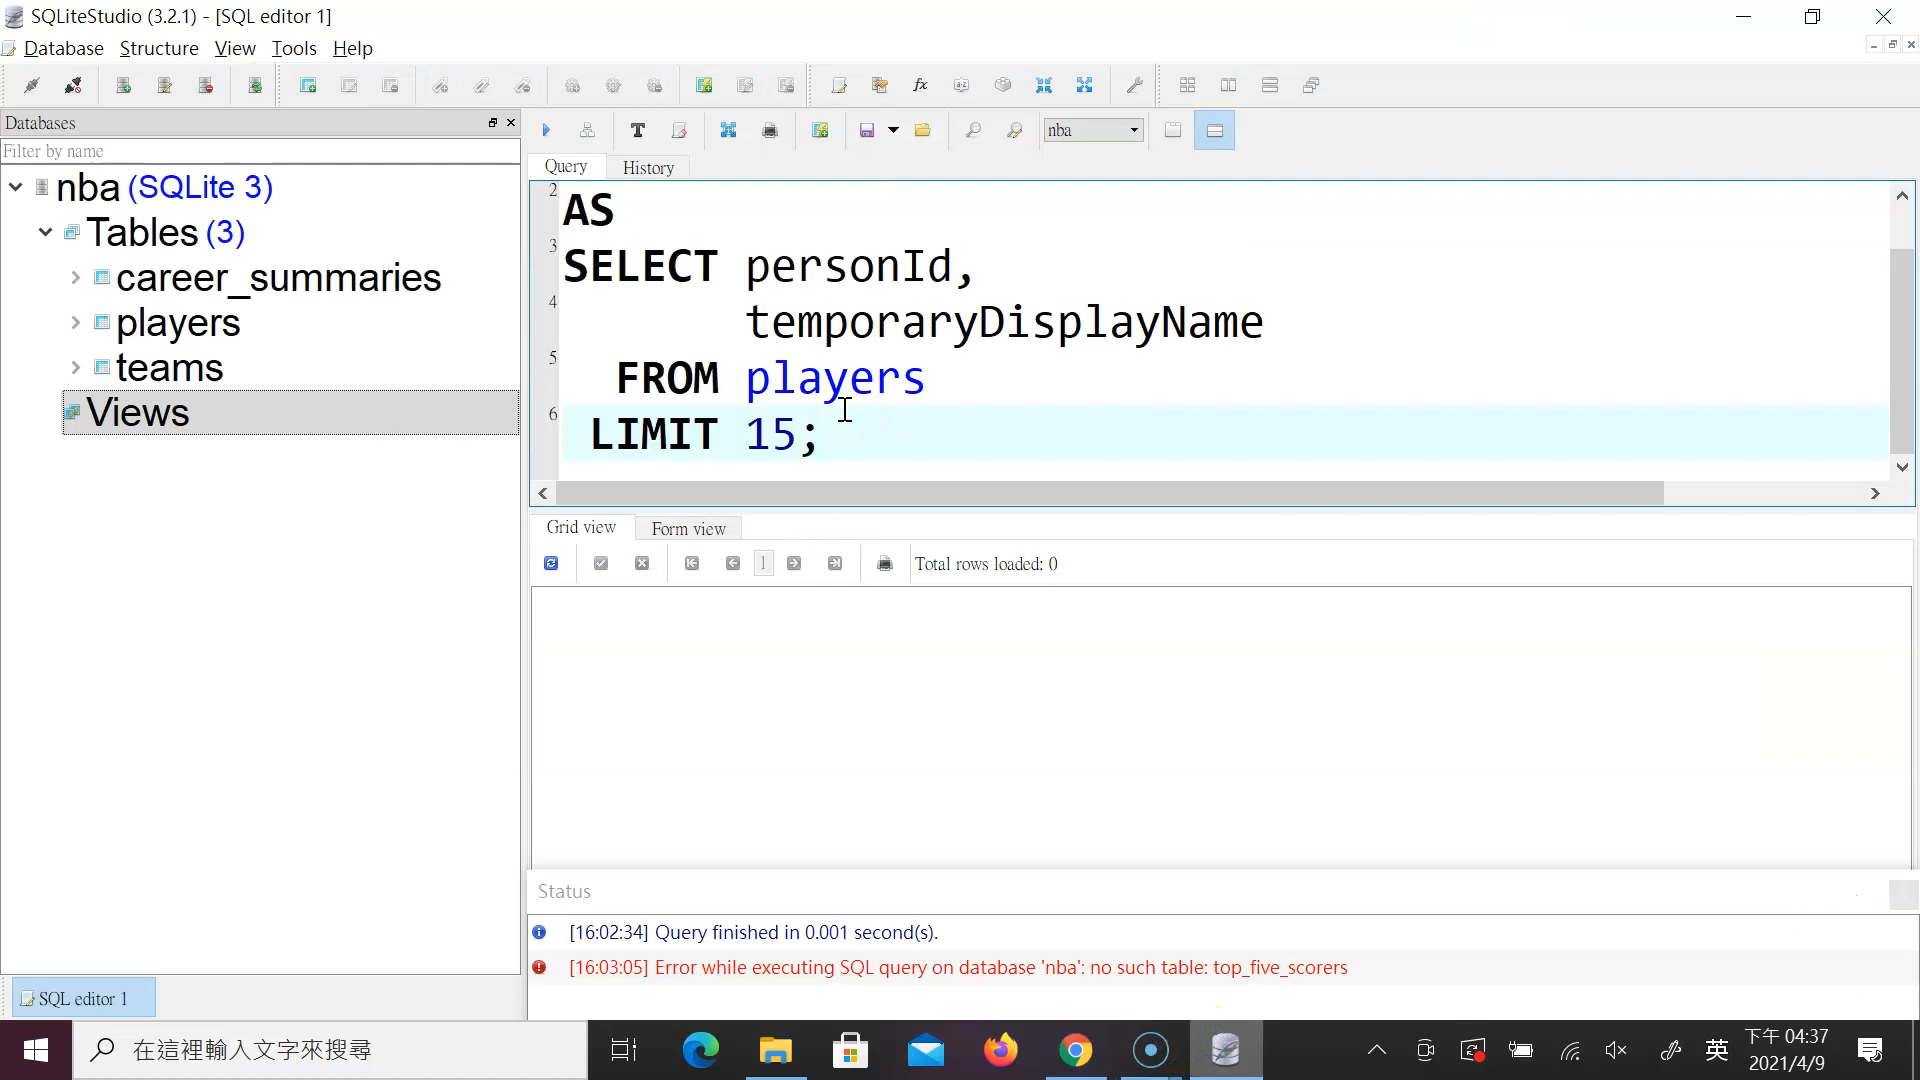 SQLiteStudio (3.2.1) - [SQL editor 1]
Database Structure View Tools Help
Databases
Filter by name
nba (SQLite 3)
Tables (3)
career_summaries
players
teams
Views
nba
Query History
2 AS
3 SELECT personId,
4 temporaryDisplayName
5 FROM players
6 LIMIT 15;
Grid view Form view
1 Total rows loaded: 0
Status
[16:02:34] Query finished in 0.001 second(s).
[16:03:05] Error while executing SQL query on database 'nba': no such table: top_five_scorers
SQL editor 1
在這裡輸入文字來搜尋
英
下午 04:37
2021/4/9